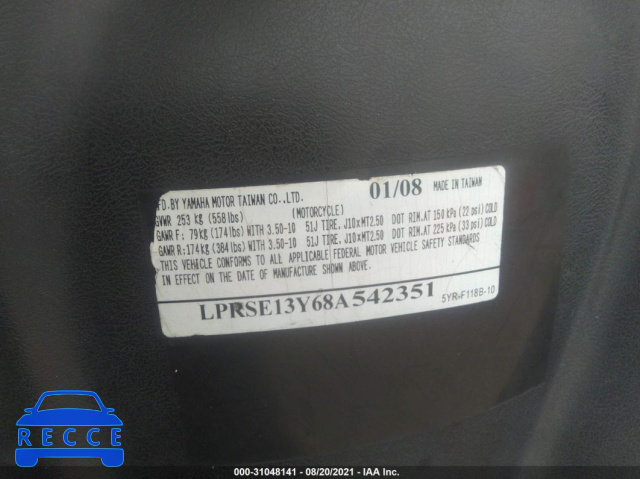 FD.BY YAMAHA MOTOR TAIWAN CO.,LTD. 01/08 MADE IN TAIWAN
GVWR 253 kg (558 lbs) (MOTORCYCLE)
GAWR F: 79 kg (174 lbs) WITH 3.50-10 51J TIRE, J10xMT2.50 DOT RIM.AT 150 kPa (22 psi) COLD
GAWR R: 174 kg (384 lbs) WITH 3.50-10 51J TIRE, J10xMT2.50 DOT RIM.AT 225 kPa (33 psi) COLD
THIS VEHICLE CONFORMS TO ALL APPLICABLE FEDERAL MOTOR VEHICLE SAFETY STANDARDS
IN EFFECT ON THE DATE OF MANUFACTURE SHOWN ABOVE.
LPRSE13Y68A542351 5YR-F118B-10
RECCE
000-31048141 - 08/20/2021 - IAA Inc.